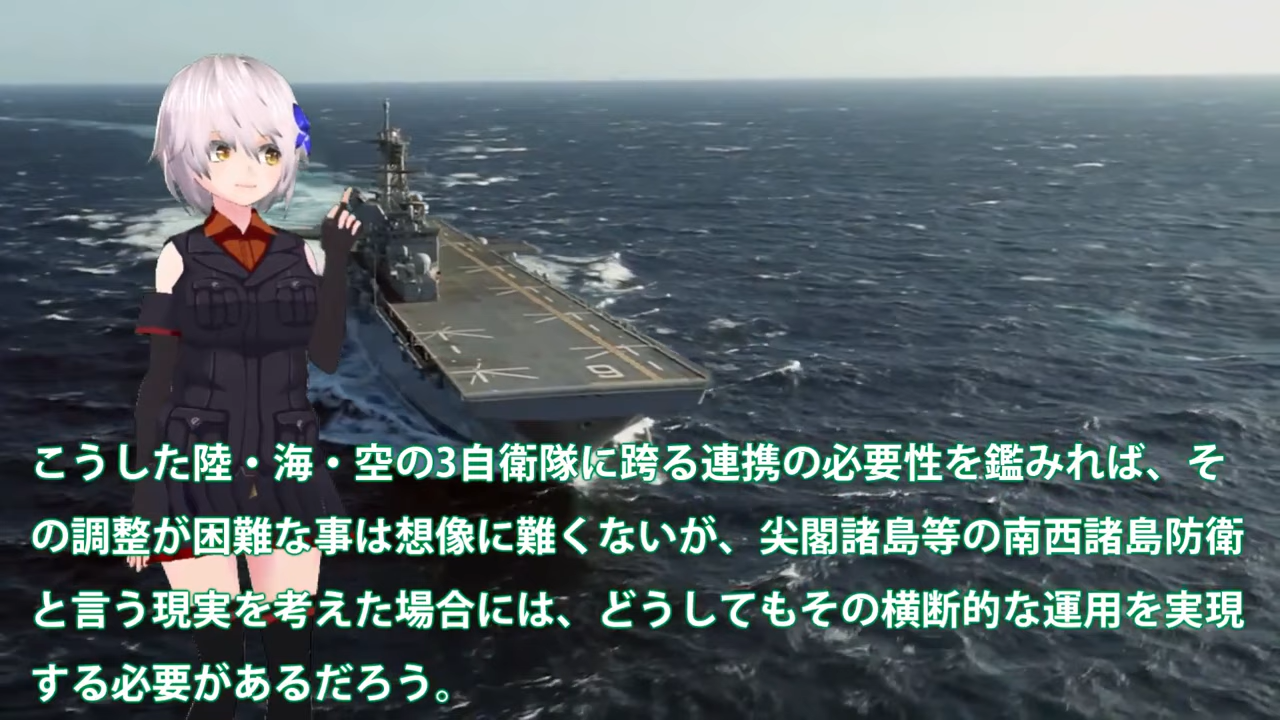 こうした陸・海・空の3自衛隊に跨る連携の必要性を鑑みれば、そ
の調整が困難な事は想像に難くないが、尖閣諸島等の南西諸島防衛
と言う現実を考えた場合には、どうしてもその横断的な運用を実現
する必要があるだろう。